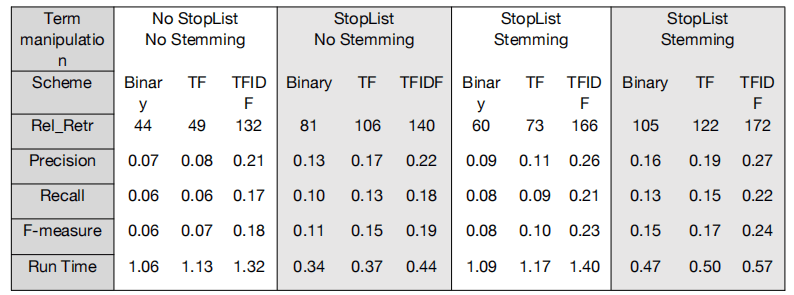 Term No StopList StopList StopList StopList
manipulatio No Stemming No Stemming Stemming Stemming
n
Scheme Binar TF TFID Binary TF TFIDF Binar TF TFID Binary TF TFID
y F y F F
Rel_Retr 44 49 132 81 106 140 60 73 166 105 122 172
Precision 0.07 0.08 0.21 0.13 0.17 0.22 0.09 0.11 0.26 0.16 0.19 0.27
Recall 0.06 0.06 0.17 0.10 0.13 0.18 0.08 0.09 0.21 0.13 0.15 0.22
F-measure 0.06 0.07 0.18 0.11 0.15 0.19 0.08 0.10 0.23 0.15 0.17 0.24
Run Time 1.06 1.13 1.32 0.34 0.37 0.44 1.09 1.17 1.40 0.47 0.50 0.57